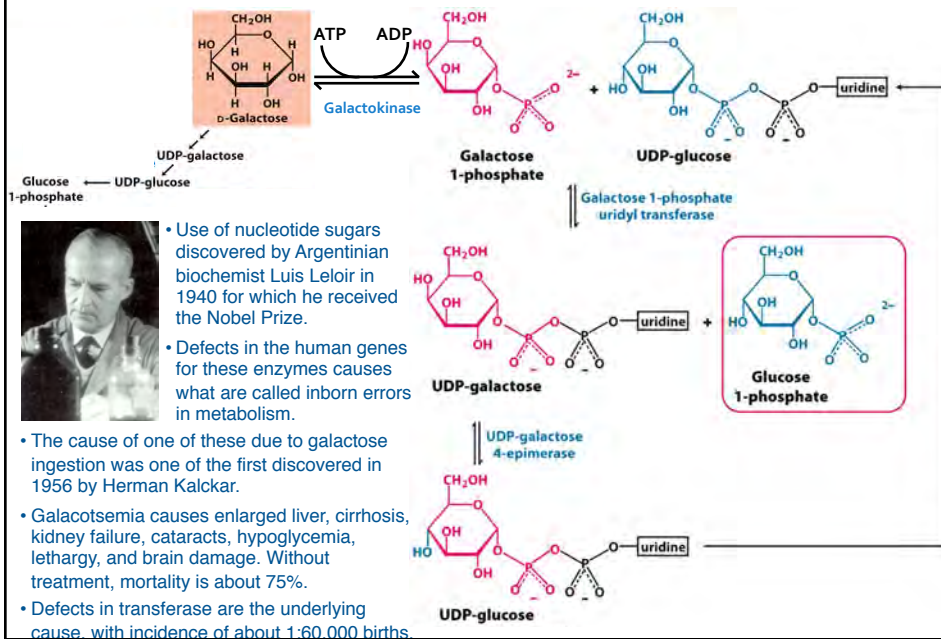 CH₂OH
HO
H
O
H
H
OH
H
H
OH
H
OH
D-Galactose
ATP ADP
Galactokinase
UDP-galactose
UDP-glucose
Glucose
1-phosphate
CH₂OH
HO
O
OH
O
OH
P
O
O
O
2–
Galactose
1-phosphate
+
CH₂OH
O
OH
HO
O
OH
P
O
O
–
O
P
O
O
–
O
uridine
UDP-glucose
Galactose 1-phosphate
uridyl transferase
• Use of nucleotide sugars
discovered by Argentinian
biochemist Luis Leloir in
1940 for which he received
the Nobel Prize.
• Defects in the human genes
for these enzymes causes
what are called inborn errors
in metabolism.
• The cause of one of these due to galactose
ingestion was one of the first discovered in
1956 by Herman Kalckar.
• Galacotsemia causes enlarged liver, cirrhosis,
kidney failure, cataracts, hypoglycemia,
lethargy, and brain damage. Without
treatment, mortality is about 75%.
• Defects in transferase are the underlying
cause, with incidence of about 1:60,000 births.
CH₂OH
HO
O
OH
O
OH
P
O
O
–
O
P
O
O
–
O
uridine
UDP-galactose
+
CH₂OH
O
OH
HO
O
OH
P
O
O
O
2–
Glucose
1-phosphate
UDP-galactose
4-epimerase
CH₂OH
O
OH
HO
O
OH
P
O
O
–
O
P
O
O
–
O
uridine
UDP-glucose